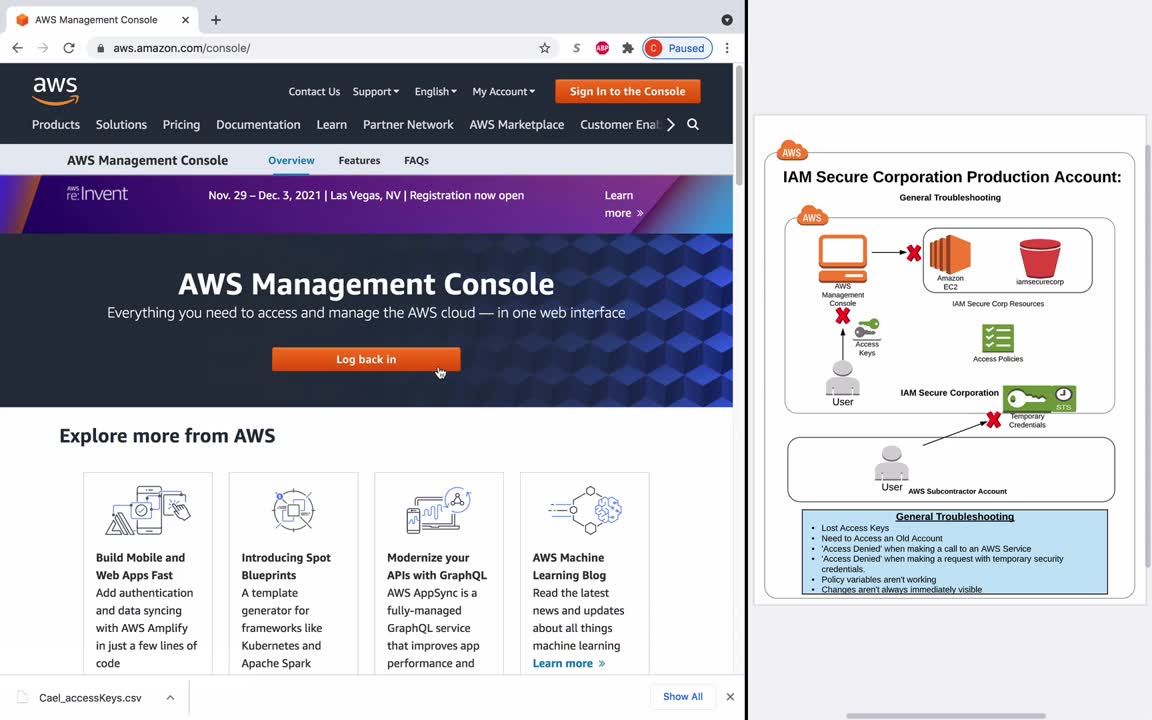 AWS Management Console
aws.amazon.com/console/
S
ABP
C Paused
aws
Contact Us Support English My Account Sign In to the Console
Products Solutions Pricing Documentation Learn Partner Network AWS Marketplace Customer Enab
AWS Management Console Overview Features FAQs
AWS re:Invent
Nov. 29 – Dec. 3, 2021 | Las Vegas, NV | Registration now open
Learn
more »
AWS Management Console
Everything you need to access and manage the AWS cloud — in one web interface
Log back in
Explore more from AWS
Build Mobile and
Web Apps Fast
Add authentication
and data syncing
with AWS Amplify
in just a few lines of
code
Introducing Spot
Blueprints
A template
generator for
frameworks like
Kubernetes and
Apache Spark
Modernize your
APIs with GraphQL
AWS AppSync is a
fully-managed
GraphQL service
that improves app
performance and
AWS Machine
Learning Blog
Read the latest
news and updates
about all things
machine learning
Learn more »
Cael_accessKeys.csv
Show All
AWS
IAM Secure Corporation Production Account:
General Troubleshooting
AWS
AWS
Management
Console
Amazon
EC2
iamsecurecorp
IAM Secure Corp Resources
Access
Keys
Access Policies
User
IAM Secure Corporation
STS
Temporary
Credentials
User
AWS Subcontractor Account
General Troubleshooting
• Lost Access Keys
• Need to Access an Old Account
• 'Access Denied' when making a call to an AWS Service
• 'Access Denied' when making a request with temporary security
credentials.
• Policy variables aren't working
• Changes aren't always immediately visible